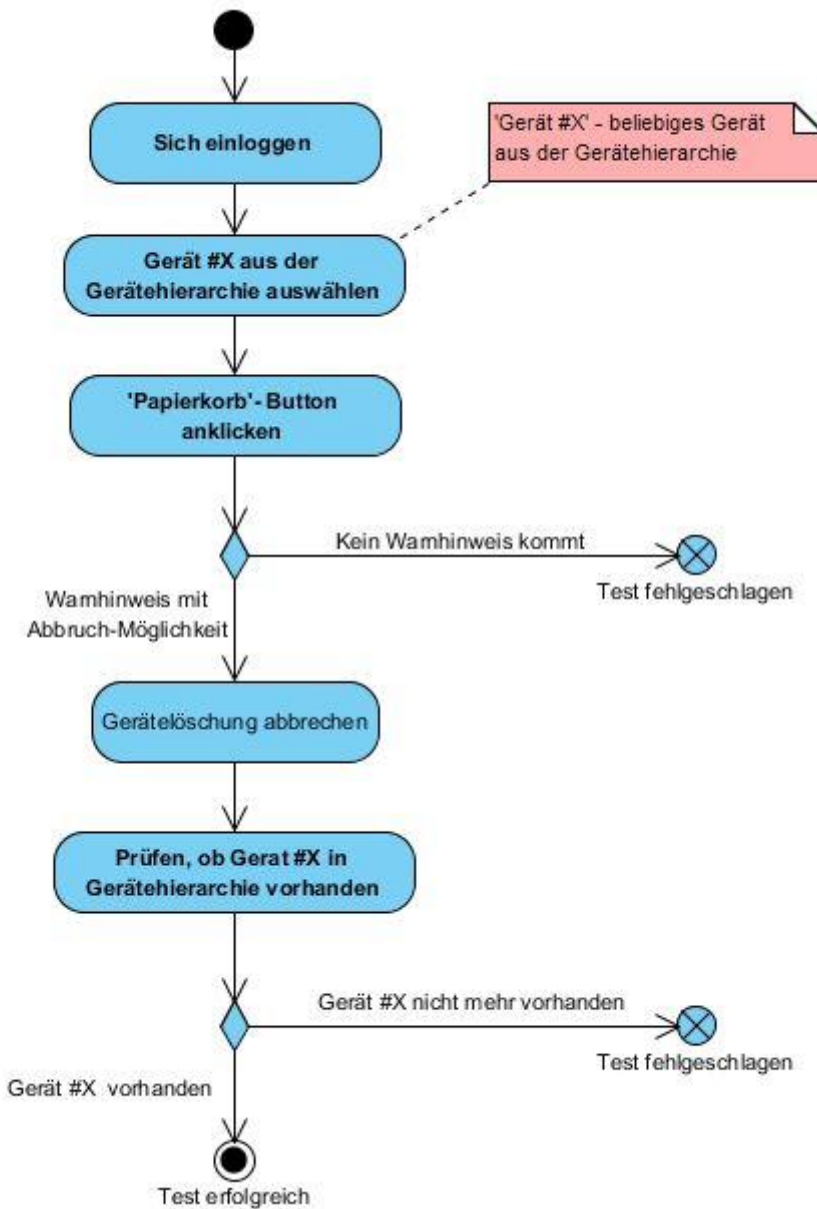 Sich einloggen
'Gerät #X' - beliebiges Gerät
aus der Gerätehierarchie
Gerät #X aus der
Gerätehierarchie auswählen
'Papierkorb'- Button
anklicken
Kein Warnhinweis kommt
Test fehlgeschlagen
Warnhinweis mit
Abbruch-Möglichkeit
Gerätelöschung abbrechen
Prüfen, ob Gerat #X in
Gerätehierarchie vorhanden
Gerät #X nicht mehr vorhanden
Test fehlgeschlagen
Gerät #X vorhanden
Test erfolgreich